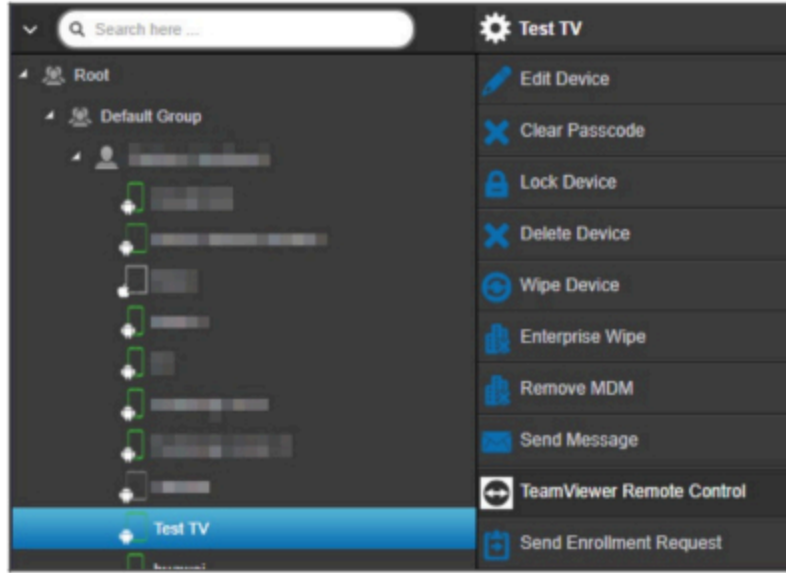 Search here ...
Root
Default Group
Test TV
Test TV
Edit Device
Clear Passcode
Lock Device
Delete Device
Wipe Device
Enterprise Wipe
Remove MDM
Send Message
TeamViewer Remote Control
Send Enrollment Request